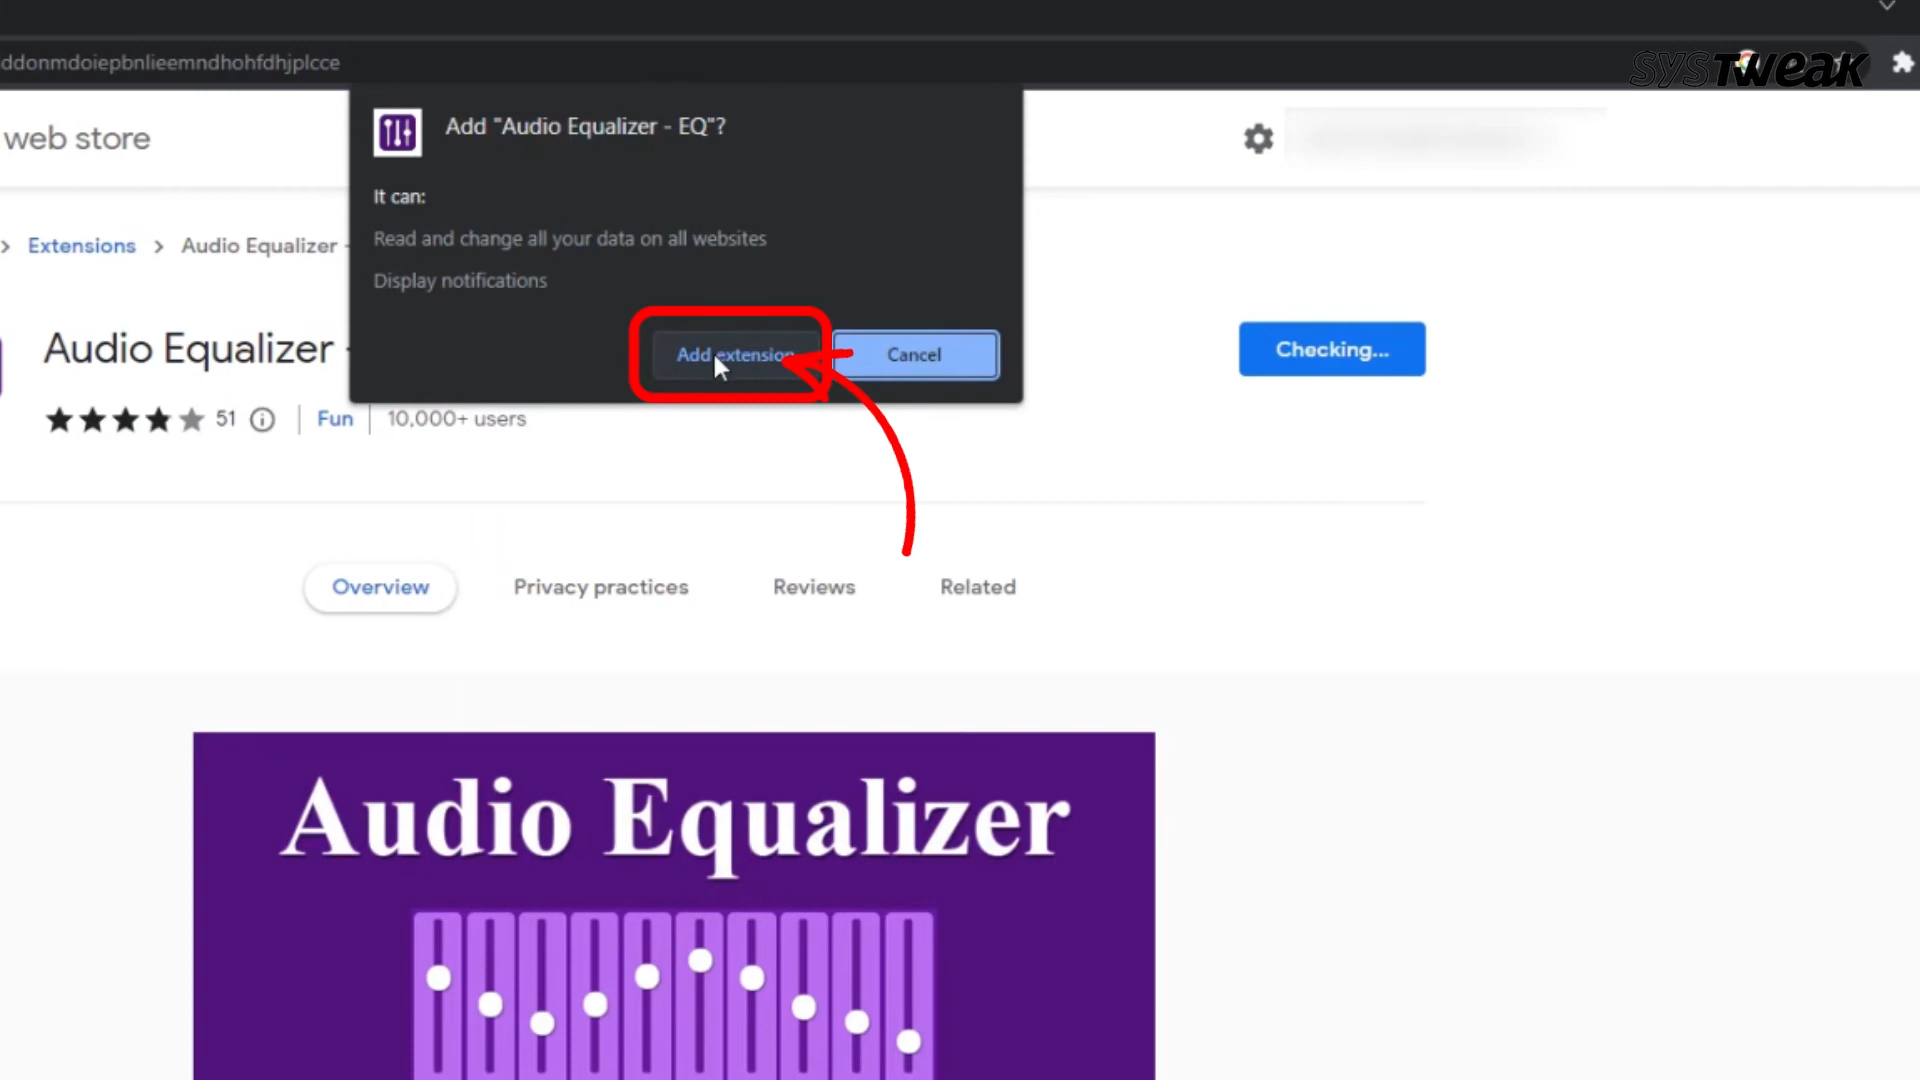 ddonmdoiepbnlieemndhohfdhjplcce
SYSTweak
web store
Add "Audio Equalizer - EQ"?
It can:
Read and change all your data on all websites
Display notifications
Add extension
Cancel
Extensions
Audio Equalizer -
Audio Equalizer -
Checking...
51
Fun
10,000+ users
Overview
Privacy practices
Reviews
Related
Audio Equalizer